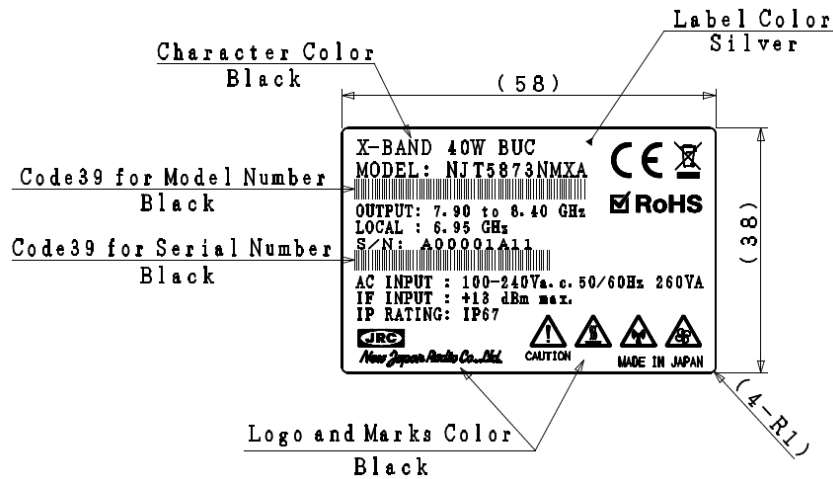 Label Color
Silver
Character Color
Black
(58)
X-BAND 40W BUC
MODEL: NJT5873NMXA
CE
Code39 for Model Number
Black
OUTPUT: 7.90 to 8.40 GHz
RoHS
LOCAL : 6.95 GHz
(38)
Code39 for Serial Number
Black
S/N: A00001A11
AC INPUT : 100-240Va.c. 50/60Hz 260VA
IF INPUT : +13 dBm max.
IP RATING: IP67
JRC
New Japan Radio Co.,Ltd.
CAUTION
MADE IN JAPAN
(4-R1)
Logo and Marks Color
Black